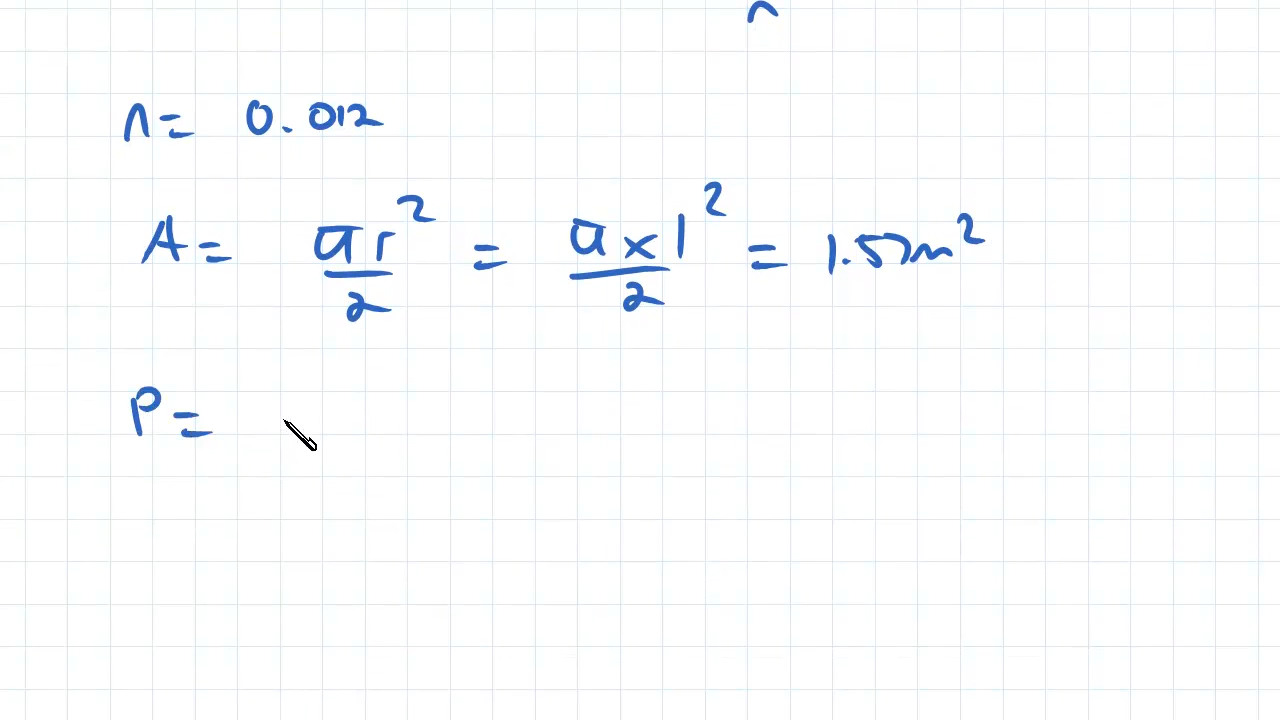 n
n = 0.012
A = πr²/2 = π x 1²/2 = 1.57m²
P =